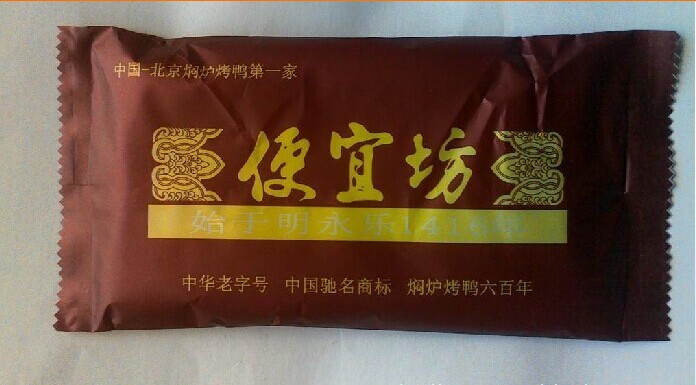 中国-北京焖炉烤鸭第一家
便宜坊
始于明永乐1416年
中华老字号 中国驰名商标 焖炉烤鸭六百年